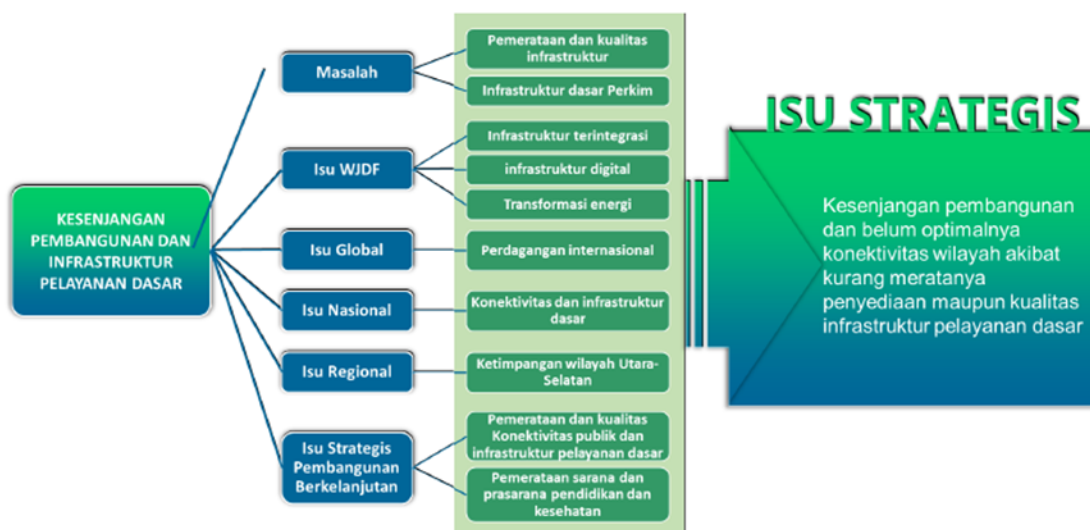 KESENJANGAN
PEMBANGUNAN DAN
INFRASTRUKTUR
PELAYANAN DASAR
Masalah
Pemerataan dan kualitas
infrastruktur
Infrastruktur dasar Perkim
Isu WJDF
Infrastruktur terintegrasi
infrastruktur digital
Transformasi energi
Isu Global
Perdagangan internasional
Isu Nasional
Konektivitas dan infrastruktur
dasar
Isu Regional
Ketimpangan wilayah Utara-
Selatan
Isu Strategis
Pembangunan
Berkelanjutan
Pemerataan dan kualitas
Konektivitas publik dan
infrastruktur pelayanan dasar
Pemerataan sarana dan
prasarana pendidikan dan
kesehatan
ISU STRATEGIS
Kesenjangan pembangunan
dan belum optimalnya
konektivitas wilayah akibat
kurang meratanya
penyediaan maupun kualitas
infrastruktur pelayanan dasar